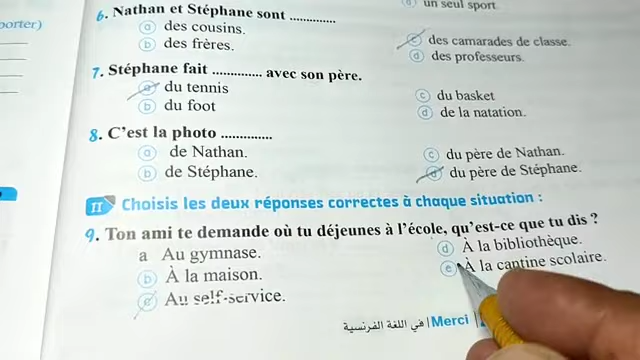 un seul sport
6. Nathan et Stéphane sont ..............
porter)
a des cousins.
c des camarades de classe.
b des frères.
d des professeurs.
7. Stéphane fait .............. avec son père.
a du tennis
c du basket
b du foot
d de la natation.
8. C'est la photo ..............
a de Nathan.
c du père de Nathan.
b de Stéphane.
d du père de Stéphane.
II Choisis les deux réponses correctes à chaque situation :
9. Ton ami te demande où tu déjeunes à l'école, qu'est-ce que tu dis ?
a Au gymnase.
d À la bibliothèque.
b À la maison.
e À la cantine scolaire.
c Au self-service.
Merci | في اللغة الفرنسية